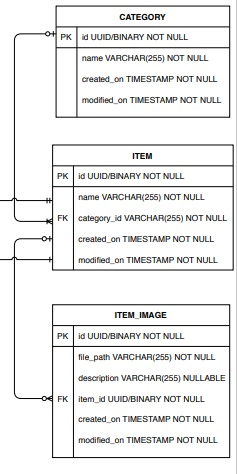 CATEGORY
PK id UUID/BINARY NOT NULL
name VARCHAR(255) NOT NULL
created_on TIMESTAMP NOT NULL
modified_on TIMESTAMP NOT NULL
ITEM
PK id UUID/BINARY NOT NULL
name VARCHAR(255) NOT NULL
FK category_id VARCHAR(255) NOT NULL
created_on TIMESTAMP NOT NULL
modified_on TIMESTAMP NOT NULL
ITEM_IMAGE
PK id UUID/BINARY NOT NULL
file_path VARCHAR(255) NOT NULL
description VARCHAR(255) NULLABLE
FK item_id UUID/BINARY NOT NULL
created_on TIMESTAMP NOT NULL
modified_on TIMESTAMP NOT NULL